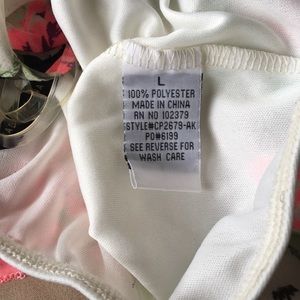 L
100% POLYESTER
MADE IN CHINA
RN NO 102379
STYLE#CP2679-AK
PO#6199
SEE REVERSE FOR
WASH CARE